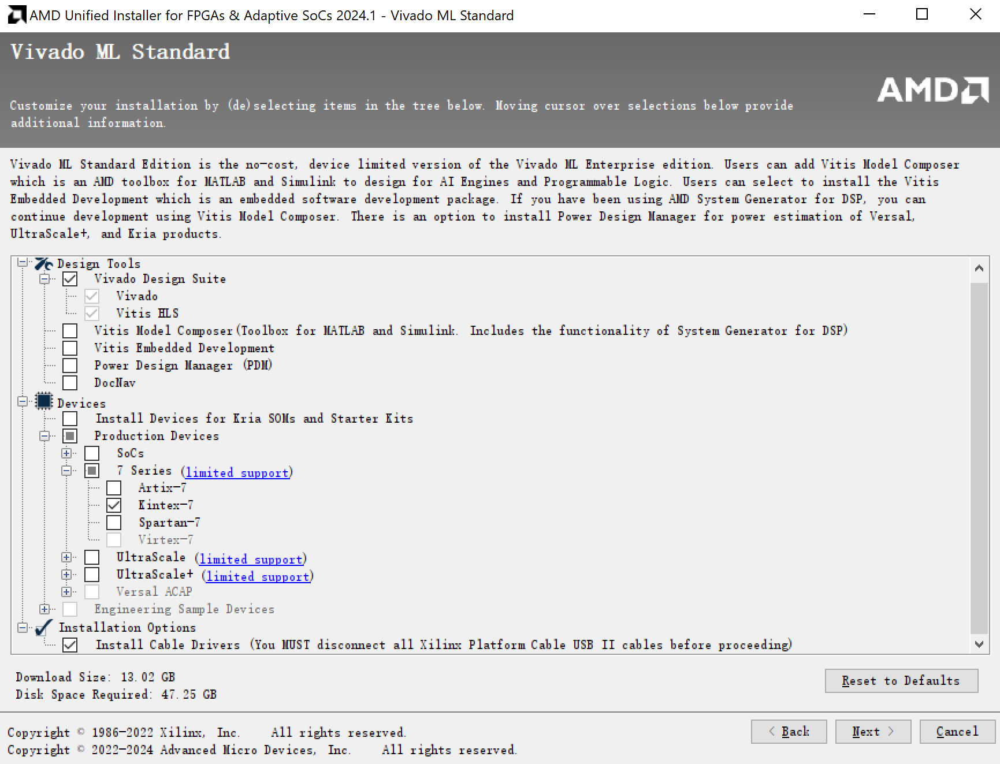 AMD Unified Installer for FPGAs & Adaptive SoCs 2024.1 - Vivado ML Standard
Vivado ML Standard
AMD
Customize your installation by (de)selecting items in the tree below. Moving cursor over selections below provide
additional information.
Vivado ML Standard Edition is the no-cost, device limited version of the Vivado ML Enterprise edition. Users can add Vitis Model Composer
which is an AMD toolbox for MATLAB and Simulink to design for AI Engines and Programmable Logic. Users can select to install the Vitis
Embedded Development which is an embedded software development package. If you have been using AMD System Generator for DSP, you can
continue development using Vitis Model Composer. There is an option to install Power Design Manager for power estimation of Versal,
UltraScale+, and Kria products.
Design Tools
Vivado Design Suite
Vivado
Vitis HLS
Vitis Model Composer(Toolbox for MATLAB and Simulink. Includes the functionality of System Generator for DSP)
Vitis Embedded Development
Power Design Manager (PDM)
DocNav
Devices
Install Devices for Kria SOMs and Starter Kits
Production Devices
SoCs
7 Series (limited support)
Artix-7
Kintex-7
Spartan-7
Virtex-7
UltraScale (limited support)
UltraScale+ (limited support)
Versal ACAP
Engineering Sample Devices
Installation Options
Install Cable Drivers (You MUST disconnect all Xilinx Platform Cable USB II cables before proceeding)
Download Size: 13.02 GB
Disk Space Required: 47.25 GB
Reset to Defaults
Copyright © 1986-2022 Xilinx, Inc. All rights reserved.
Copyright © 2022-2024 Advanced Micro Devices, Inc. All rights reserved.
< Back
Next >
Cancel